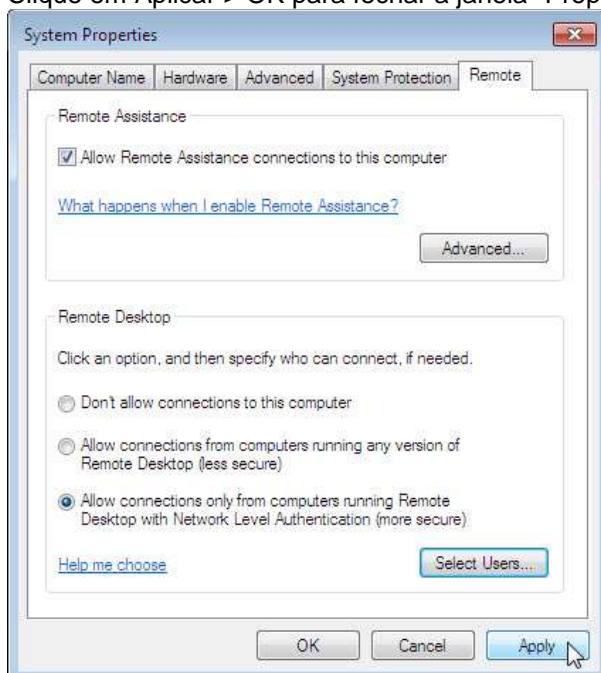 Clique em Aplicar > OK para fechar a janela "Prop
System Properties
Computer Name Hardware Advanced System Protection Remote
Remote Assistance
Allow Remote Assistance connections to this computer
What happens when I enable Remote Assistance?
Advanced...
Remote Desktop
Click an option, and then specify who can connect, if needed.
Don't allow connections to this computer
Allow connections from computers running any version of
Remote Desktop (less secure)
Allow connections only from computers running Remote
Desktop with Network Level Authentication (more secure)
Help me choose
Select Users...
OK Cancel Apply